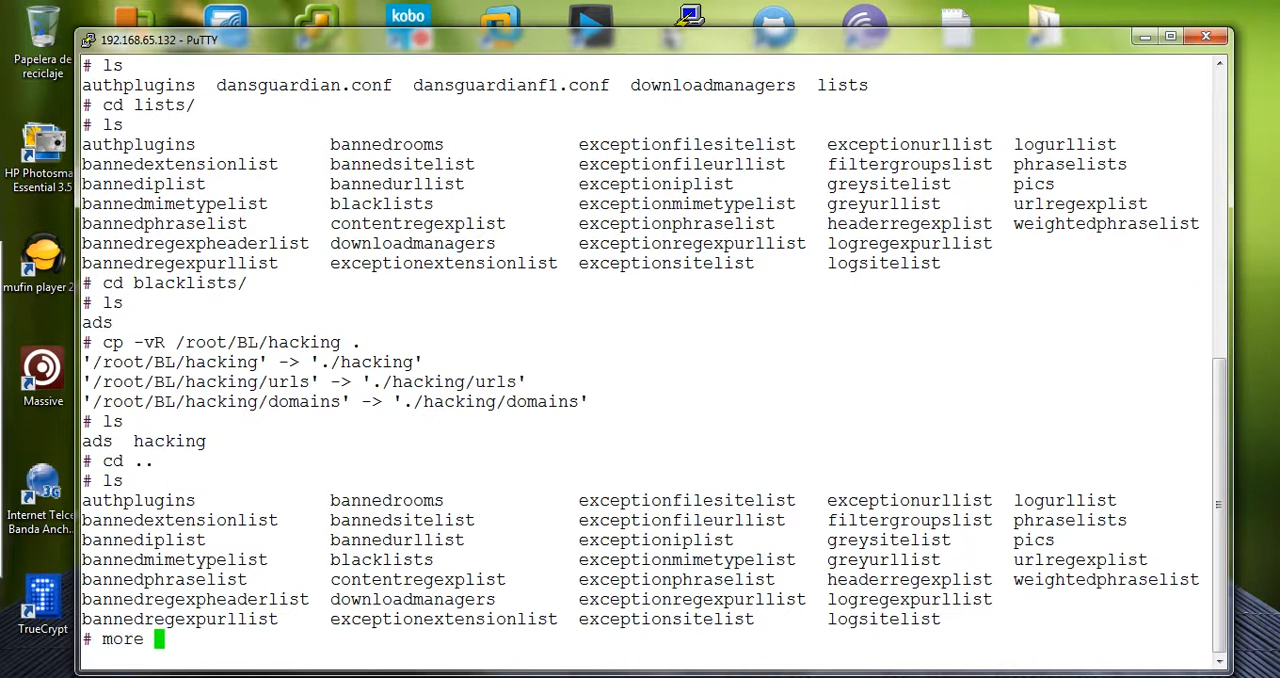 kobo
Papelera de
reciclaje
HP Photosma
Essential 3.5
mufin player 2
Massive
Internet Telce
Banda Anch...
TrueCrypt
192.168.65.132 - PuTTY
# ls
authplugins  dansguardian.conf  dansguardianf1.conf  downloadmanagers  lists
# cd lists/
# ls
authplugins bannedrooms exceptionfilesitelist exceptionurllist logurllist
bannedextensionlist bannedsitelist exceptionfileurllist filtergroupslist phraselists
bannediplist bannedurllist exceptioniplist greysitelist pics
bannedmimetypelist blacklists exceptionmimetypelist greyurllist urlregexplist
bannedphraselist contentregexplist exceptionphraselist headerregexplist weightedphraselist
bannedregexpheaderlist downloadmanagers exceptionregexpurllist logregexpurllist
bannedregexpurllist exceptionextensionlist exceptionsitelist logsitelist
# cd blacklists/
# ls
ads
# cp -vR /root/BL/hacking .
'/root/BL/hacking' -> './hacking'
'/root/BL/hacking/urls' -> './hacking/urls'
'/root/BL/hacking/domains' -> './hacking/domains'
# ls
ads  hacking
# cd ..
# ls
authplugins bannedrooms exceptionfilesitelist exceptionurllist logurllist
bannedextensionlist bannedsitelist exceptionfileurllist filtergroupslist phraselists
bannediplist bannedurllist exceptioniplist greysitelist pics
bannedmimetypelist blacklists exceptionmimetypelist greyurllist urlregexplist
bannedphraselist contentregexplist exceptionphraselist headerregexplist weightedphraselist
bannedregexpheaderlist downloadmanagers exceptionregexpurllist logregexpurllist
bannedregexpurllist exceptionextensionlist exceptionsitelist logsitelist
# more